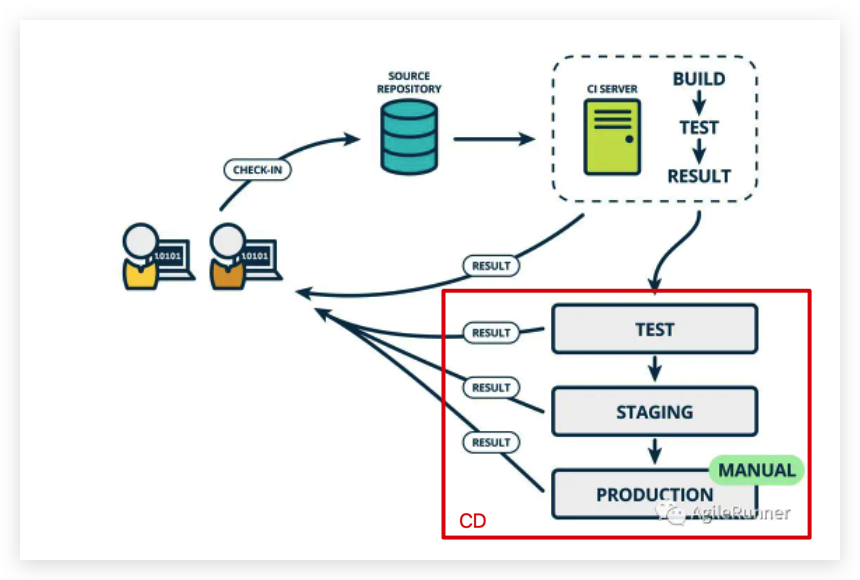 SOURCE
REPOSITORY
CI SERVER
BUILD
TEST
RESULT
CHECK-IN
10101
10101
RESULT
RESULT
TEST
RESULT
STAGING
RESULT
MANUAL
PRODUCTION
AgileRunner
CD